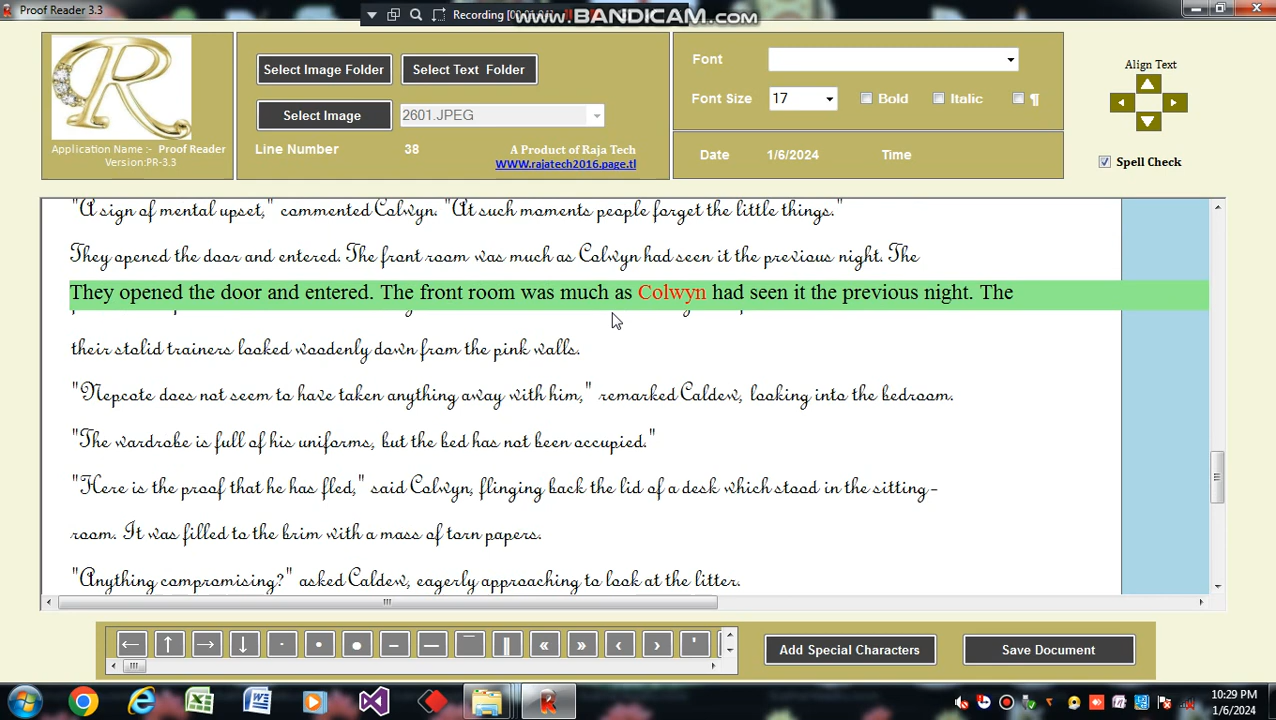 Proof Reader 3.3
Recording [00:
www.BANDICAM.com
R
Application Name :- Proof Reader
Version:PR-3.3
Select Image Folder
Select Text Folder
Select Image
2601.JPEG
Line Number 38
A Product of Raja Tech
WWW.rajatech2016.page.tl
Font
Font Size 17 Bold Italic ¶
Date 1/6/2024 Time
Align Text
Spell Check
"A sign of mental upset," commented Colwyn. "At such moments people forget the little things."
They opened the door and entered. The front room was much as Colwyn had seen it the previous night. The
They opened the door and entered. The front room was much as Colwyn had seen it the previous night. The
their stolid trainers looked woodenly down from the pink walls.
"Nepcote does not seem to have taken anything away with him," remarked Caldew, looking into the bedroom.
"The wardrobe is full of his uniforms, but the bed has not been occupied."
"Here is the proof that he has fled," said Colwyn, flinging back the lid of a desk which stood in the sitting-
room. It was filled to the brim with a mass of torn papers.
"Anything compromising?" asked Caldew, eagerly approaching to look at the litter.
← ↑ → ↓ · • ● – — ¯ ‖ « » ‹ › '
Add Special Characters
Save Document
10:29 PM
1/6/2024